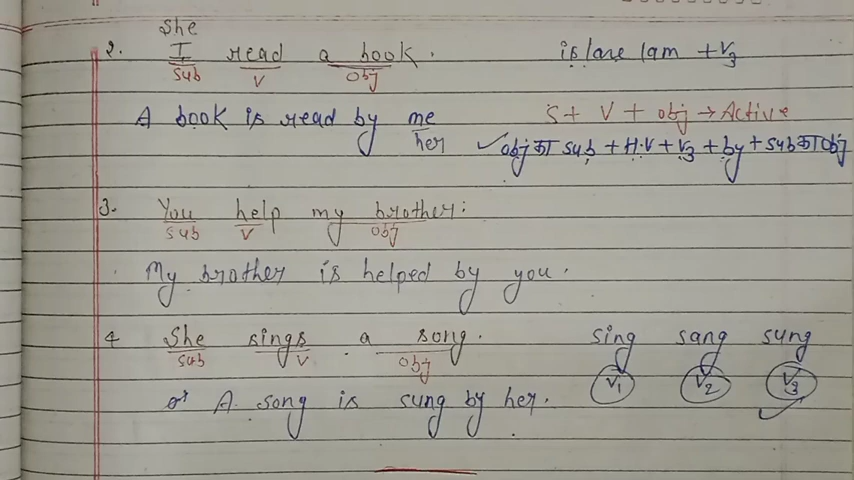 She
2. I read a book. is/are/am + V3
sub V obj
A book is read by me S + V + obj → Active
her ✓ obj का sub + H.V + V3 + by + sub का obj
3. You help my brother:
sub V obj
My brother is helped by you.
4 She sings a song. sing sang sung
sub V obj V1 V2 V3
A song is sung by her.